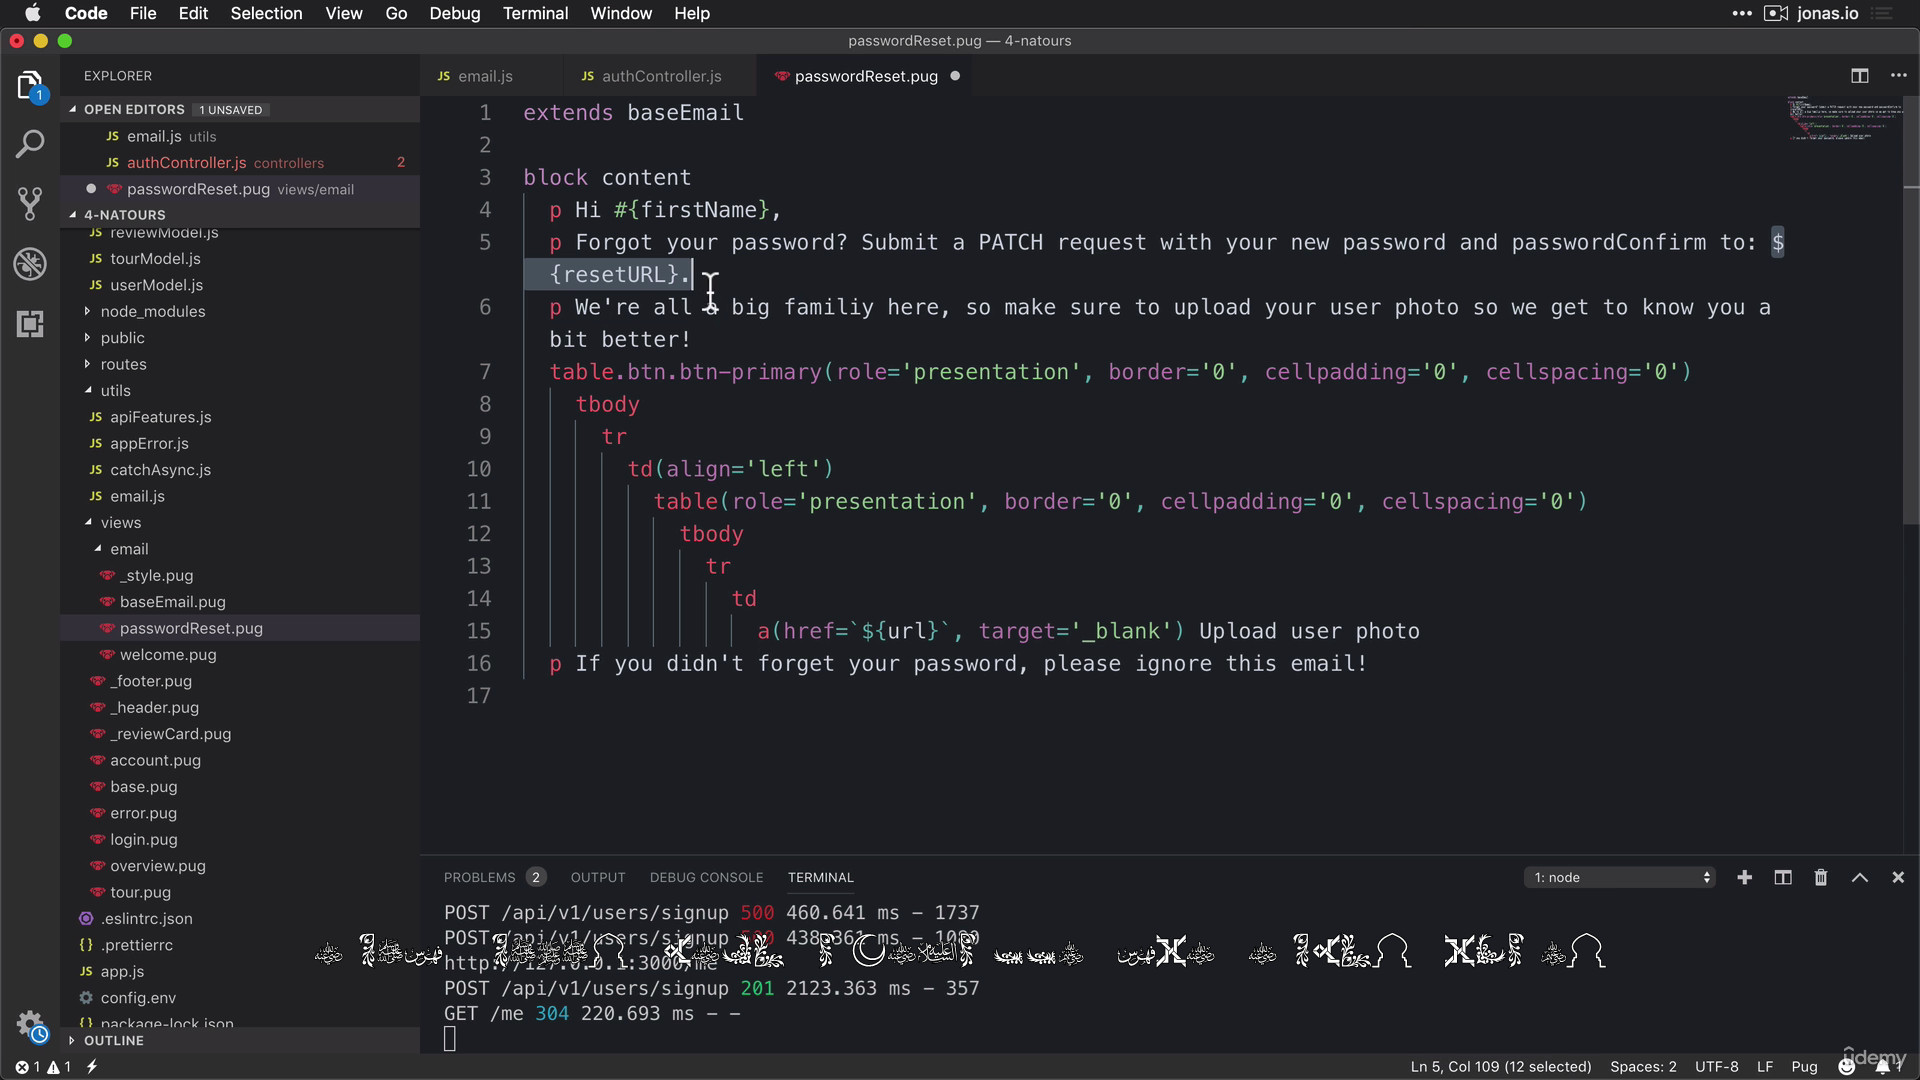 Code File Edit Selection View Go Debug Terminal Window Help ••• jonas.io
passwordReset.pug — 4-natours
EXPLORER
JS email.js
JS authController.js
passwordReset.pug
OPEN EDITORS 1 UNSAVED
JS email.js utils
JS authController.js controllers 2
passwordReset.pug views/email
4-NATOURS
JS reviewModel.js
JS tourModel.js
JS userModel.js
node_modules
public
routes
utils
JS apiFeatures.js
JS appError.js
JS catchAsync.js
JS email.js
views
email
_style.pug
baseEmail.pug
passwordReset.pug
welcome.pug
_footer.pug
_header.pug
_reviewCard.pug
account.pug
base.pug
error.pug
login.pug
overview.pug
tour.pug
.eslintrc.json
{} .prettierrc
JS app.js
config.env
{} package-lock.json
OUTLINE
1
1 extends baseEmail
2
3 block content
4 p Hi #{firstName},
5 p Forgot your password? Submit a PATCH request with your new password and passwordConfirm to: $
{resetURL}.
6 p We're all a big familiy here, so make sure to upload your user photo so we get to know you a
bit better!
7 table.btn.btn-primary(role='presentation', border='0', cellpadding='0', cellspacing='0')
8 tbody
9 tr
10 td(align='left')
11 table(role='presentation', border='0', cellpadding='0', cellspacing='0')
12 tbody
13 tr
14 td
15 a(href=`${url}`, target='_blank') Upload user photo
16 p If you didn't forget your password, please ignore this email!
17
PROBLEMS 2 OUTPUT DEBUG CONSOLE TERMINAL 1: node
POST /api/v1/users/signup 500 460.641 ms - 1737
POST /api/v1/users/signup
http://127.0.0.1:3000/me
POST /api/v1/users/signup 201 2123.363 ms - 357
GET /me 304 220.693 ms - -
1 1 Ln 5, Col 109 (12 selected) Spaces: 2 UTF-8 LF Pug 1
ûdemy